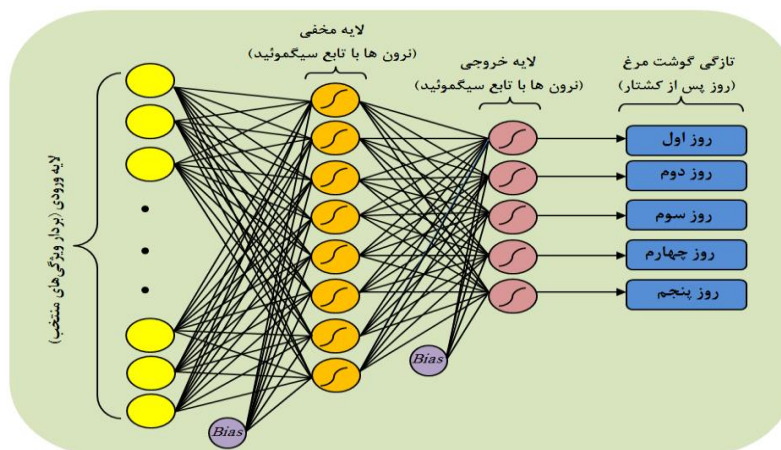 تازگی گوشت مرغ
(روز پس از کشتار)
لایه خروجی
(نرون ها با تابع سیگموئید)
لایه مخفی
(نرون ها با تابع سیگموئید)
لایه ورودی (بردار ویژگی‌های منتخب)
روز اول
روز دوم
روز سوم
روز چهارم
روز پنجم
Bias
Bias